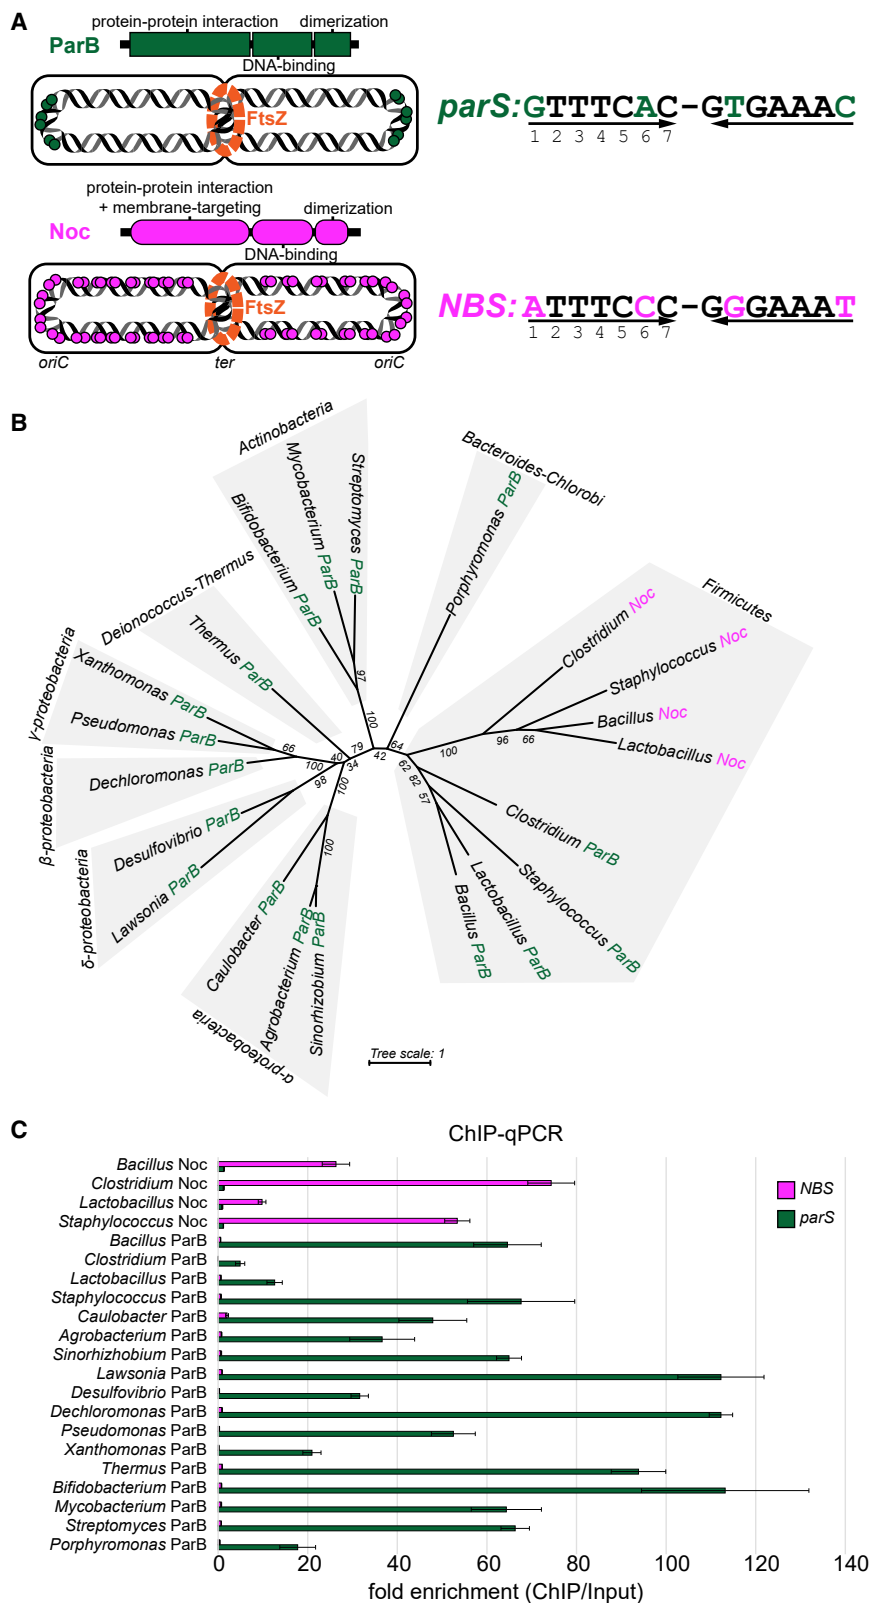 A
protein-protein interaction dimerization
ParB
DNA-binding
FtsZ
parS: GTTTCAC-GTGAAAC
1 2 3 4 5 6 7
protein-protein interaction
+ membrane-targeting dimerization
Noc
DNA-binding
FtsZ
NBS: ATTTCCC-GGGAAAT
1 2 3 4 5 6 7
oriC ter oriC
B
Actinobacteria
Bifidobacterium ParB
Mycobacterium ParB
Streptomyces ParB
Bacteroides-Chlorobi
Porphyromonas ParB
Firmicutes
Clostridium Noc
Staphylococcus Noc
Bacillus Noc
Lactobacillus Noc
Clostridium ParB
Staphylococcus ParB
Lactobacillus ParB
Bacillus ParB
Deionococcus-Thermus
Thermus ParB
γ-proteobacteria
Xanthomonas ParB
Pseudomonas ParB
β-proteobacteria
Dechloromonas ParB
δ-proteobacteria
Desulfovibrio ParB
Lawsonia ParB
α-proteobacteria
Caulobacter ParB
Agrobacterium ParB
Sinorhizobium ParB
97
100
79
64
42
100
96
66
62
82
57
66
100
40
34
98
100
100
Tree scale: 1
C
ChIP-qPCR
Bacillus Noc
Clostridium Noc
Lactobacillus Noc
Staphylococcus Noc
Bacillus ParB
Clostridium ParB
Lactobacillus ParB
Staphylococcus ParB
Caulobacter ParB
Agrobacterium ParB
Sinorhizhobium ParB
Lawsonia ParB
Desulfovibrio ParB
Dechloromonas ParB
Pseudomonas ParB
Xanthomonas ParB
Thermus ParB
Bifidobacterium ParB
Mycobacterium ParB
Streptomyces ParB
Porphyromonas ParB
NBS
parS
0 20 40 60 80 100 120 140
fold enrichment (ChIP/Input)